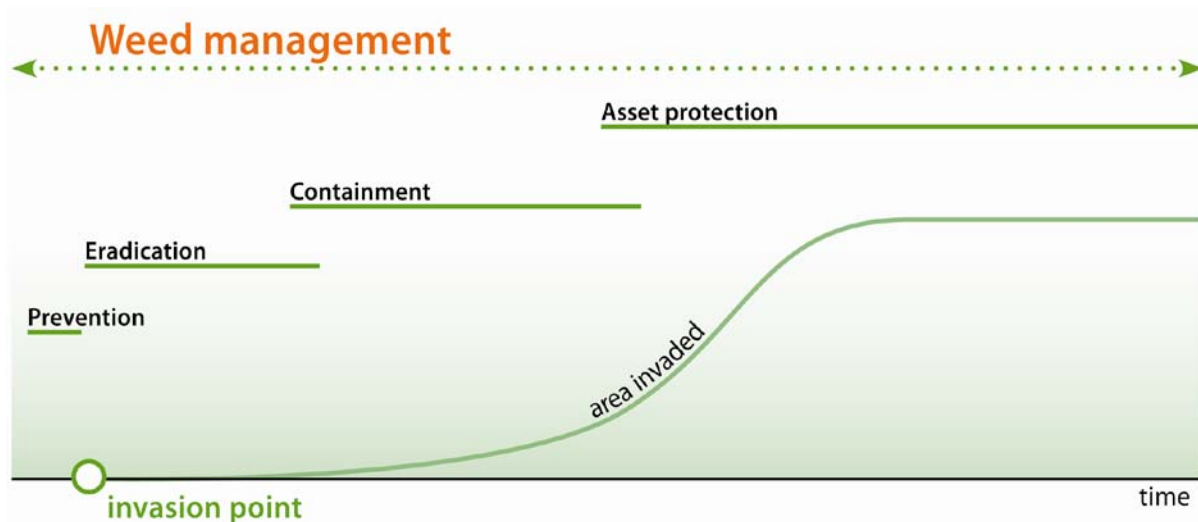 Weed management
Asset protection
Containment
Eradication
Prevention
area invaded
time
invasion point